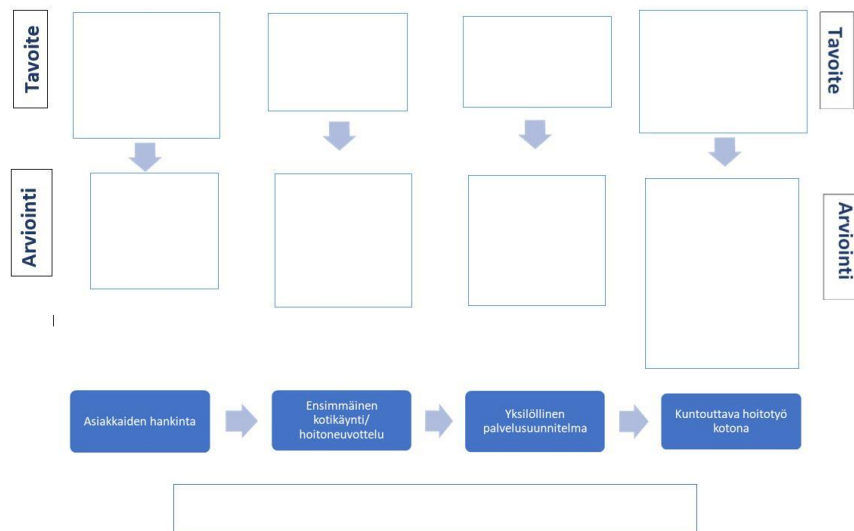 Tavoite
Tavoite
Arviointi
Arviointi
Asiakkaiden hankinta
Ensimmäinen
kotikäynti/
hoitoneuvottelu
Yksilöllinen
palvelusuunnitelma
Kuntouttava hoitotyö
kotona